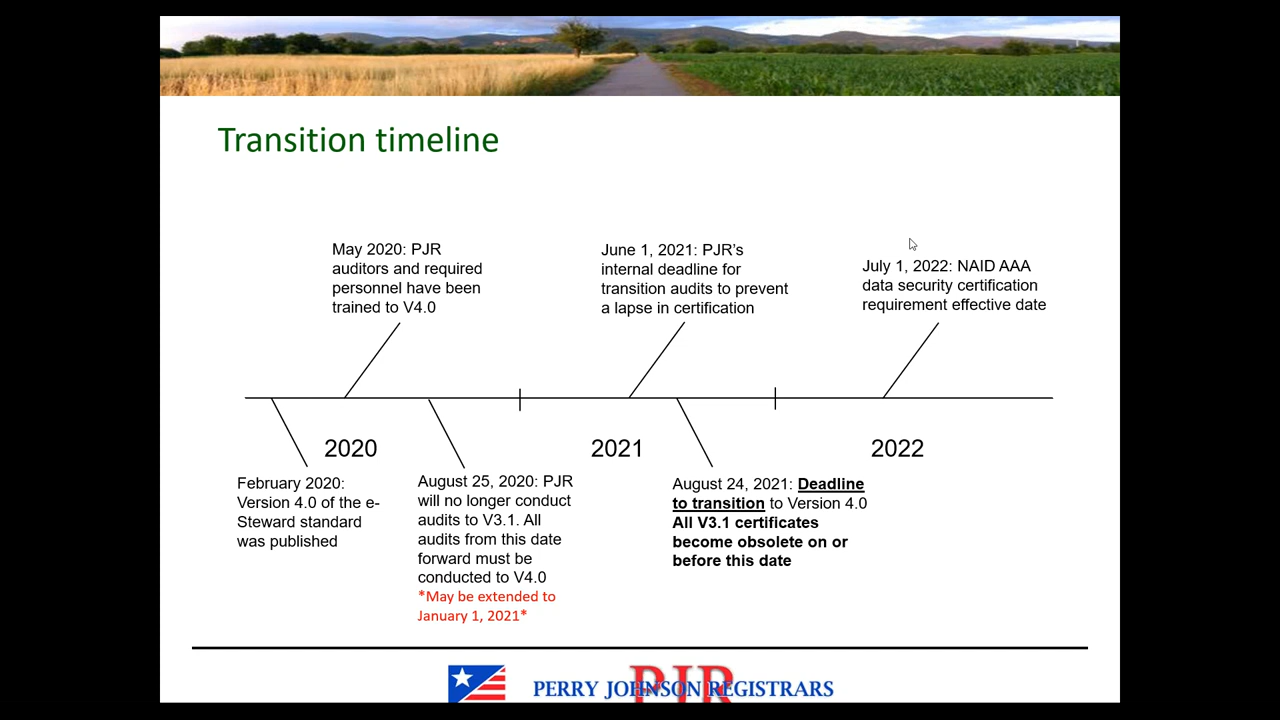 Transition timeline
May 2020: PJR
auditors and required
personnel have been
trained to V4.0
June 1, 2021: PJR's
internal deadline for
transition audits to prevent
a lapse in certification
July 1, 2022: NAID AAA
data security certification
requirement effective date
2020
2021
2022
February 2020:
Version 4.0 of the e-
Steward standard
was published
August 25, 2020: PJR
will no longer conduct
audits to V3.1. All
audits from this date
forward must be
conducted to V4.0
*May be extended to
January 1, 2021*
August 24, 2021: Deadline
to transition to Version 4.0
All V3.1 certificates
become obsolete on or
before this date
PJR
PERRY JOHNSON REGISTRARS